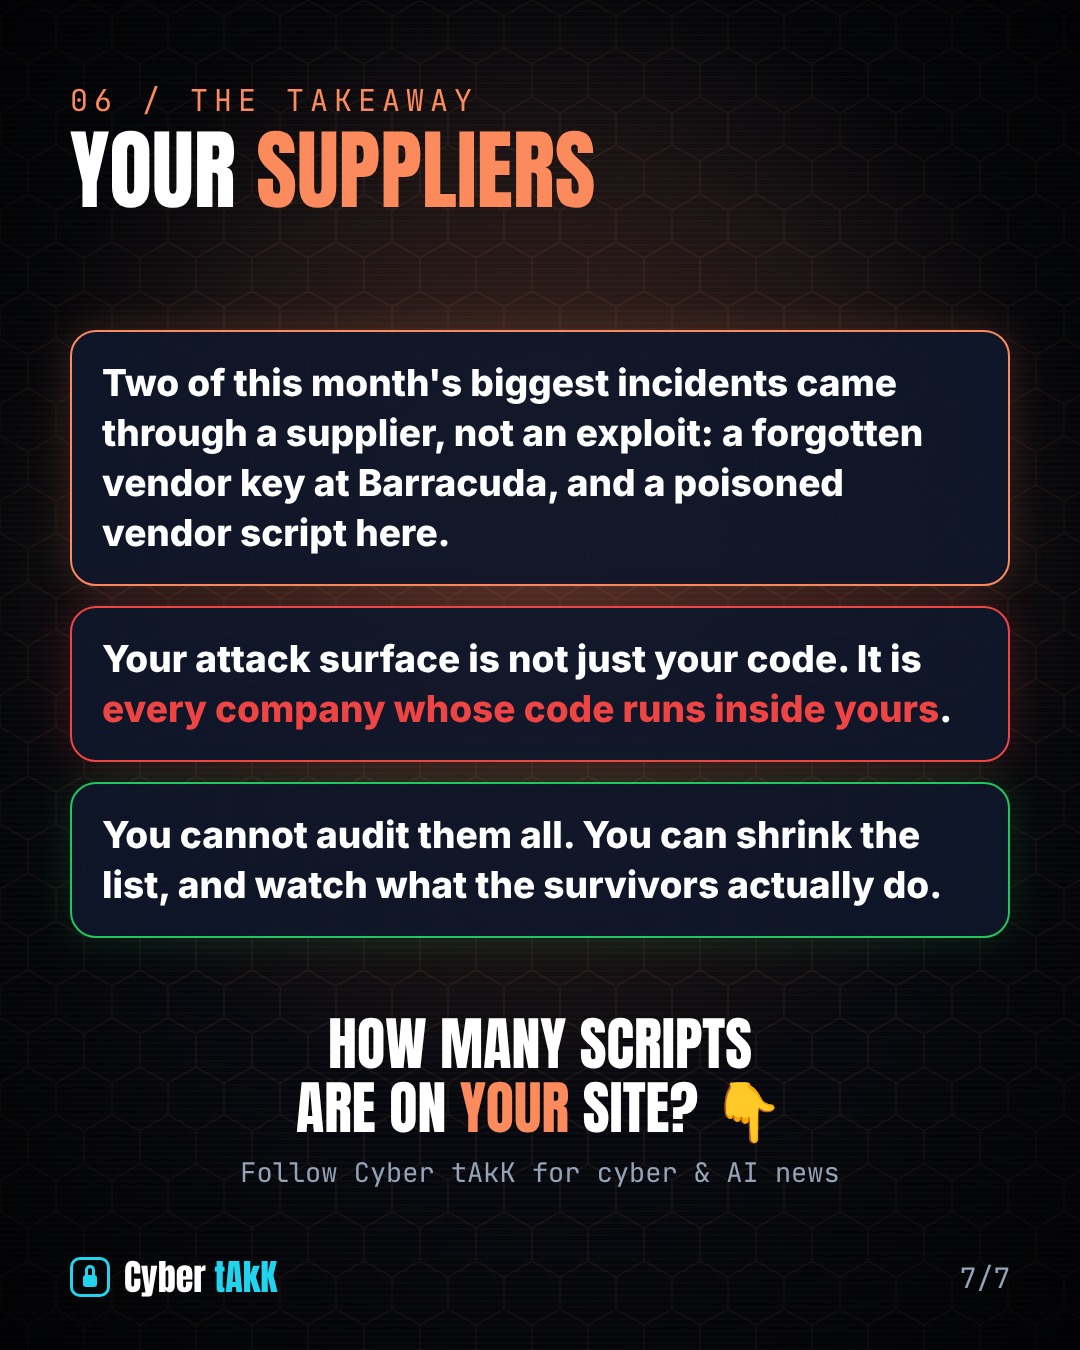 06 / THE TAKEAWAY
YOUR SUPPLIERS
Two of this month's biggest incidents came
through a supplier, not an exploit: a forgotten
vendor key at Barracuda, and a poisoned
vendor script here.
Your attack surface is not just your code. It is
every company whose code runs inside yours.
You cannot audit them all. You can shrink the
list, and watch what the survivors actually do.
HOW MANY SCRIPTS
ARE ON YOUR SITE? 👇
Follow Cyber tAkK for cyber & AI news
Cyber tAkK
7/7